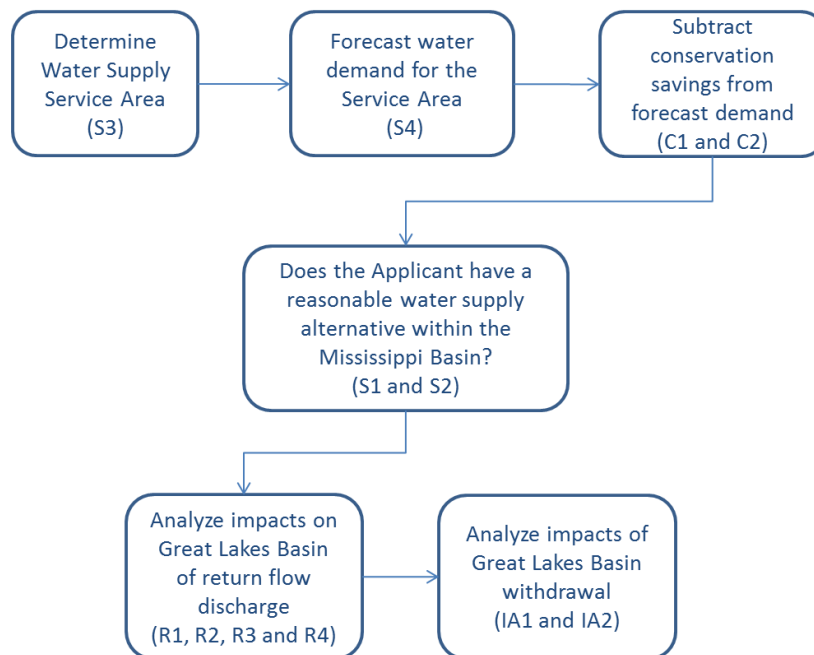 Determine
Water Supply
Service Area
(S3)
Forecast water
demand for the
Service Area
(S4)
Subtract
conservation
savings from
forecast demand
(C1 and C2)
Does the Applicant have a
reasonable water supply
alternative within the
Mississippi Basin?
(S1 and S2)
Analyze impacts on
Great Lakes Basin
of return flow
discharge
(R1, R2, R3 and R4)
Analyze impacts of
Great Lakes Basin
withdrawal
(IA1 and IA2)